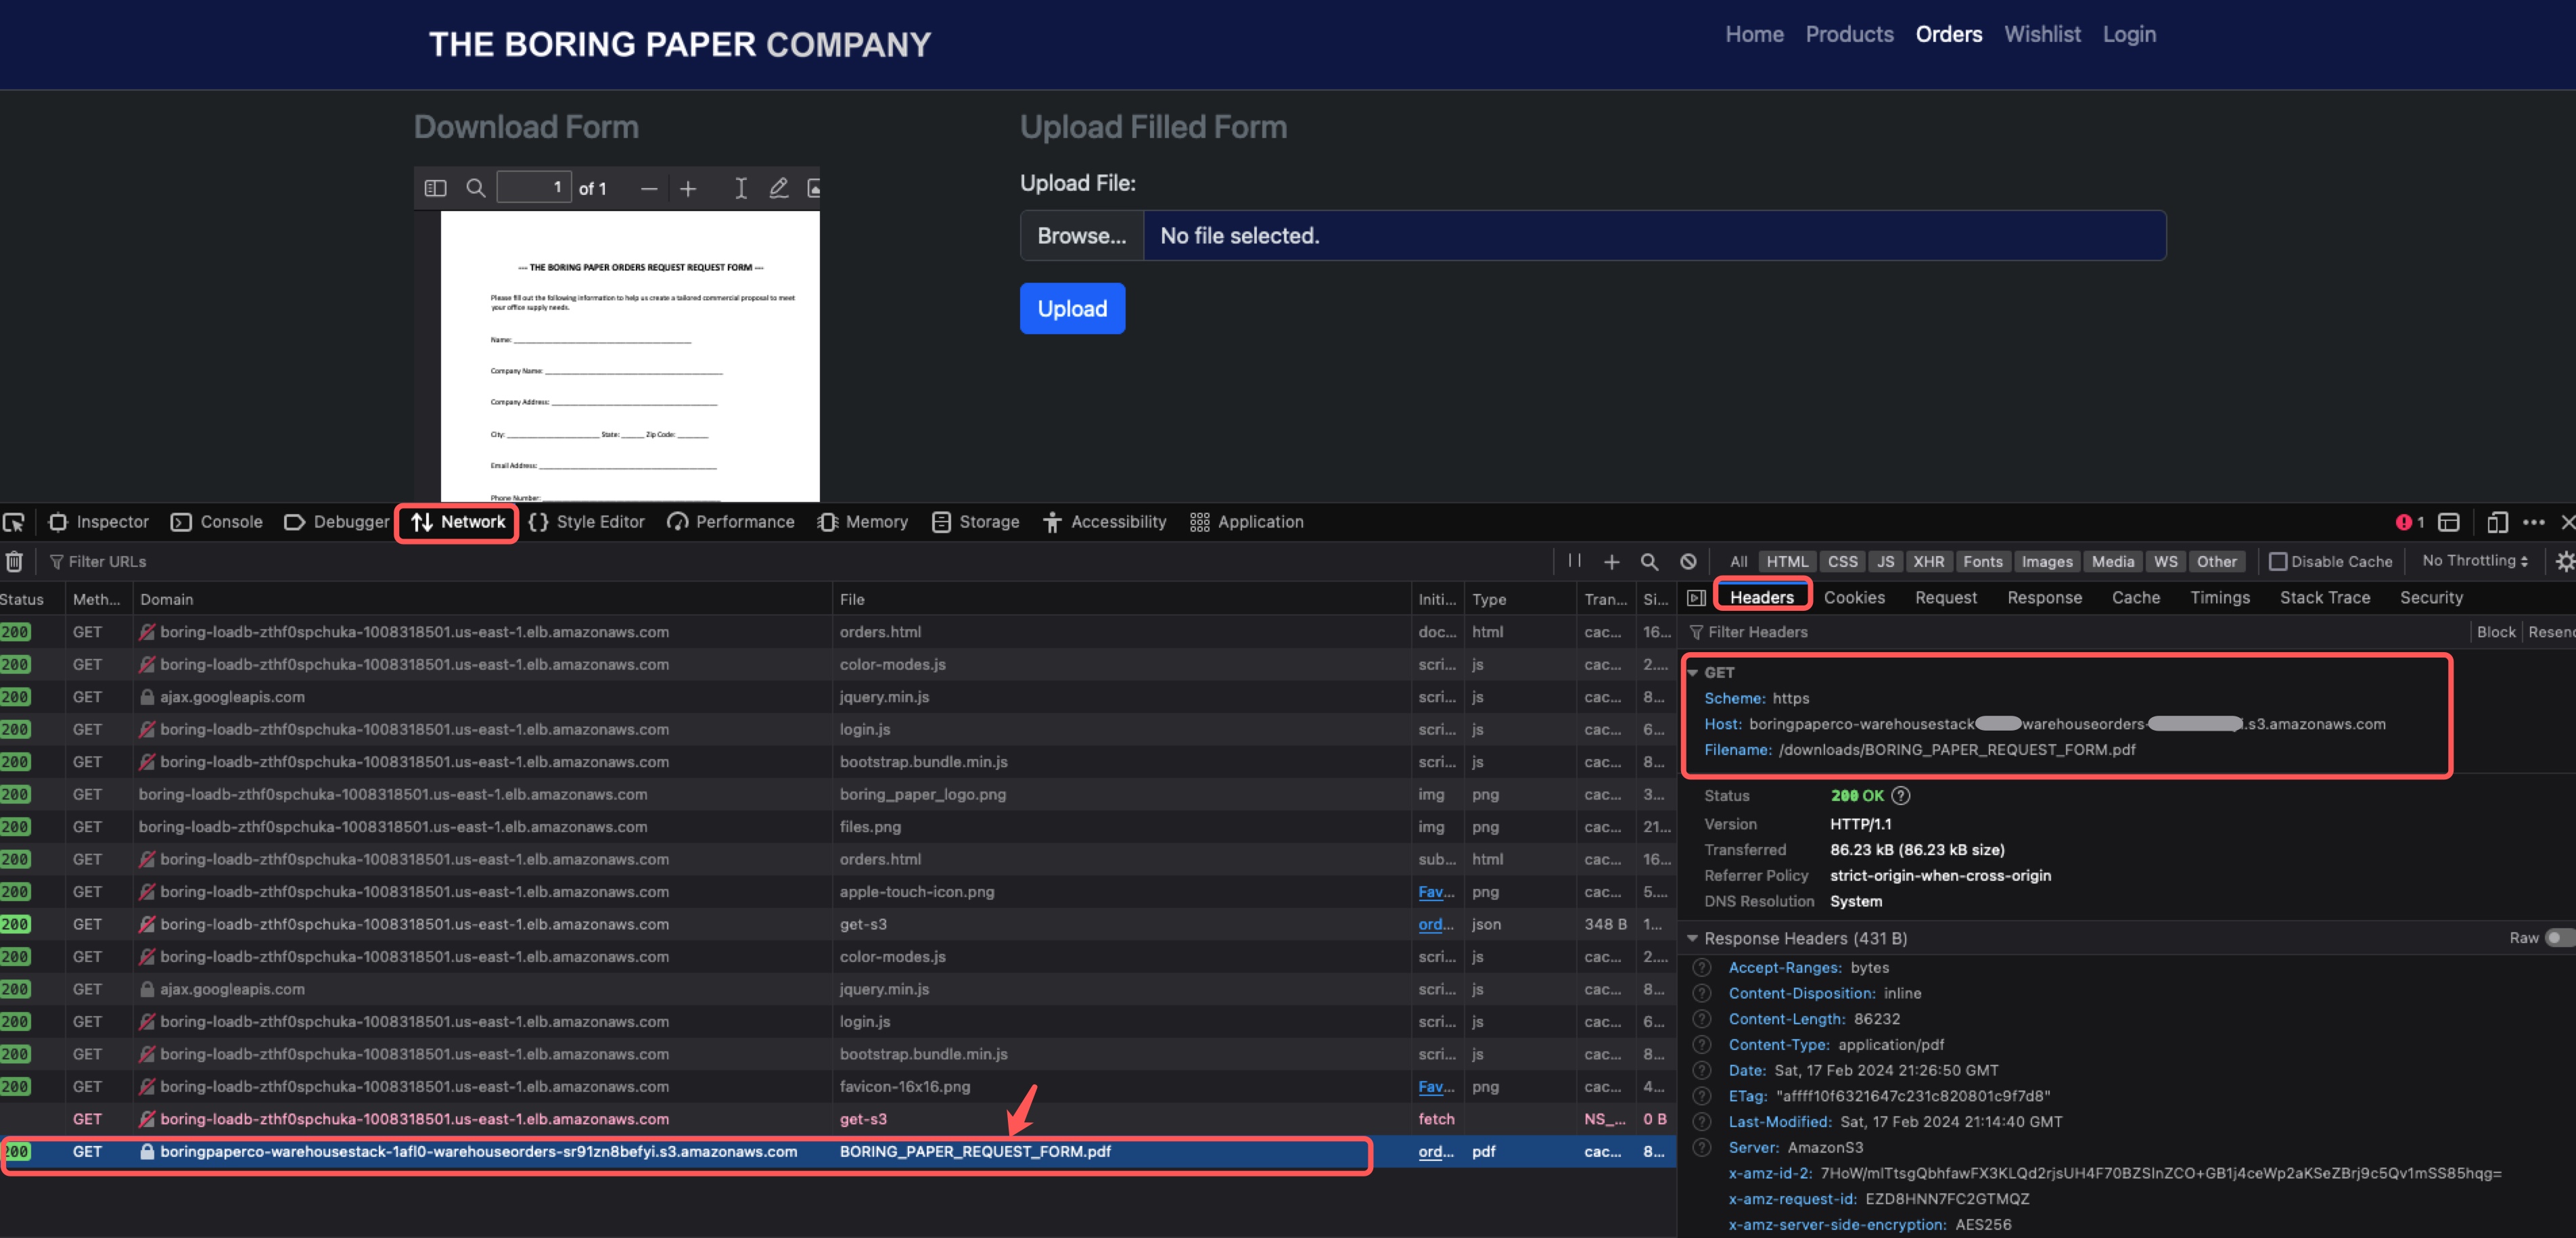 THE BORING PAPER COMPANY
Home Products Orders Wishlist Login
Download Form
Upload Filled Form
1 of 1
Upload File:
Browse... No file selected.
Upload
--- THE BORING PAPER ORDERS REQUEST REQUEST FORM ---
Please fill out the following information to help us create a tailored commercial proposal to meet
your office supply needs.
Name:
Company Name:
Company Address:
City: State: Zip Code:
Email Address:
Phone Number:
Inspector Console Debugger Network Style Editor Performance Memory Storage Accessibility Application 1
Filter URLs All HTML CSS JS XHR Fonts Images Media WS Other Disable Cache No Throttling
Status Meth... Domain File Initi... Type Tran... Si...
200 GET boring-loadb-zthf0spchuka-1008318501.us-east-1.elb.amazonaws.com orders.html doc... html cac... 16...
200 GET boring-loadb-zthf0spchuka-1008318501.us-east-1.elb.amazonaws.com color-modes.js scri... js cac... 2....
200 GET ajax.googleapis.com jquery.min.js scri... js cac... 8...
200 GET boring-loadb-zthf0spchuka-1008318501.us-east-1.elb.amazonaws.com login.js scri... js cac... 6...
200 GET boring-loadb-zthf0spchuka-1008318501.us-east-1.elb.amazonaws.com bootstrap.bundle.min.js scri... js cac... 8...
200 GET boring-loadb-zthf0spchuka-1008318501.us-east-1.elb.amazonaws.com boring_paper_logo.png img png cac... 3...
200 GET boring-loadb-zthf0spchuka-1008318501.us-east-1.elb.amazonaws.com files.png img png cac... 21...
200 GET boring-loadb-zthf0spchuka-1008318501.us-east-1.elb.amazonaws.com orders.html sub... html cac... 16...
200 GET boring-loadb-zthf0spchuka-1008318501.us-east-1.elb.amazonaws.com apple-touch-icon.png Fav... png cac... 5....
200 GET boring-loadb-zthf0spchuka-1008318501.us-east-1.elb.amazonaws.com get-s3 ord... json 348 B 1...
200 GET boring-loadb-zthf0spchuka-1008318501.us-east-1.elb.amazonaws.com color-modes.js scri... js cac... 2....
200 GET ajax.googleapis.com jquery.min.js scri... js cac... 8...
200 GET boring-loadb-zthf0spchuka-1008318501.us-east-1.elb.amazonaws.com login.js scri... js cac... 6...
200 GET boring-loadb-zthf0spchuka-1008318501.us-east-1.elb.amazonaws.com bootstrap.bundle.min.js scri... js cac... 8...
200 GET boring-loadb-zthf0spchuka-1008318501.us-east-1.elb.amazonaws.com favicon-16x16.png Fav... png cac... 4...
GET boring-loadb-zthf0spchuka-1008318501.us-east-1.elb.amazonaws.com get-s3 fetch NS_... 0 B
200 GET boringpaperco-warehousestack-1afl0-warehouseorders-sr91zn8befyi.s3.amazonaws.com BORING_PAPER_REQUEST_FORM.pdf ord... pdf cac... 8...
Headers Cookies Request Response Cache Timings Stack Trace Security
Filter Headers Block Resend
GET
Scheme: https
Host: boringpaperco-warehousestack warehouseorders- .s3.amazonaws.com
Filename: /downloads/BORING_PAPER_REQUEST_FORM.pdf
Status 200 OK
Version HTTP/1.1
Transferred 86.23 kB (86.23 kB size)
Referrer Policy strict-origin-when-cross-origin
DNS Resolution System
Response Headers (431 B) Raw
Accept-Ranges: bytes
Content-Disposition: inline
Content-Length: 86232
Content-Type: application/pdf
Date: Sat, 17 Feb 2024 21:26:50 GMT
ETag: "affff10f6321647c231c820801c9f7d8"
Last-Modified: Sat, 17 Feb 2024 21:14:40 GMT
Server: AmazonS3
x-amz-id-2: 7HoW/mlTtsgQbhfawFX3KLQd2rjsUH4F70BZSlnZCO+GB1j4ceWp2aKSeZBrj9c5Qv1mSS85hqg=
x-amz-request-id: EZD8HNN7FC2GTMQZ
x-amz-server-side-encryption: AES256